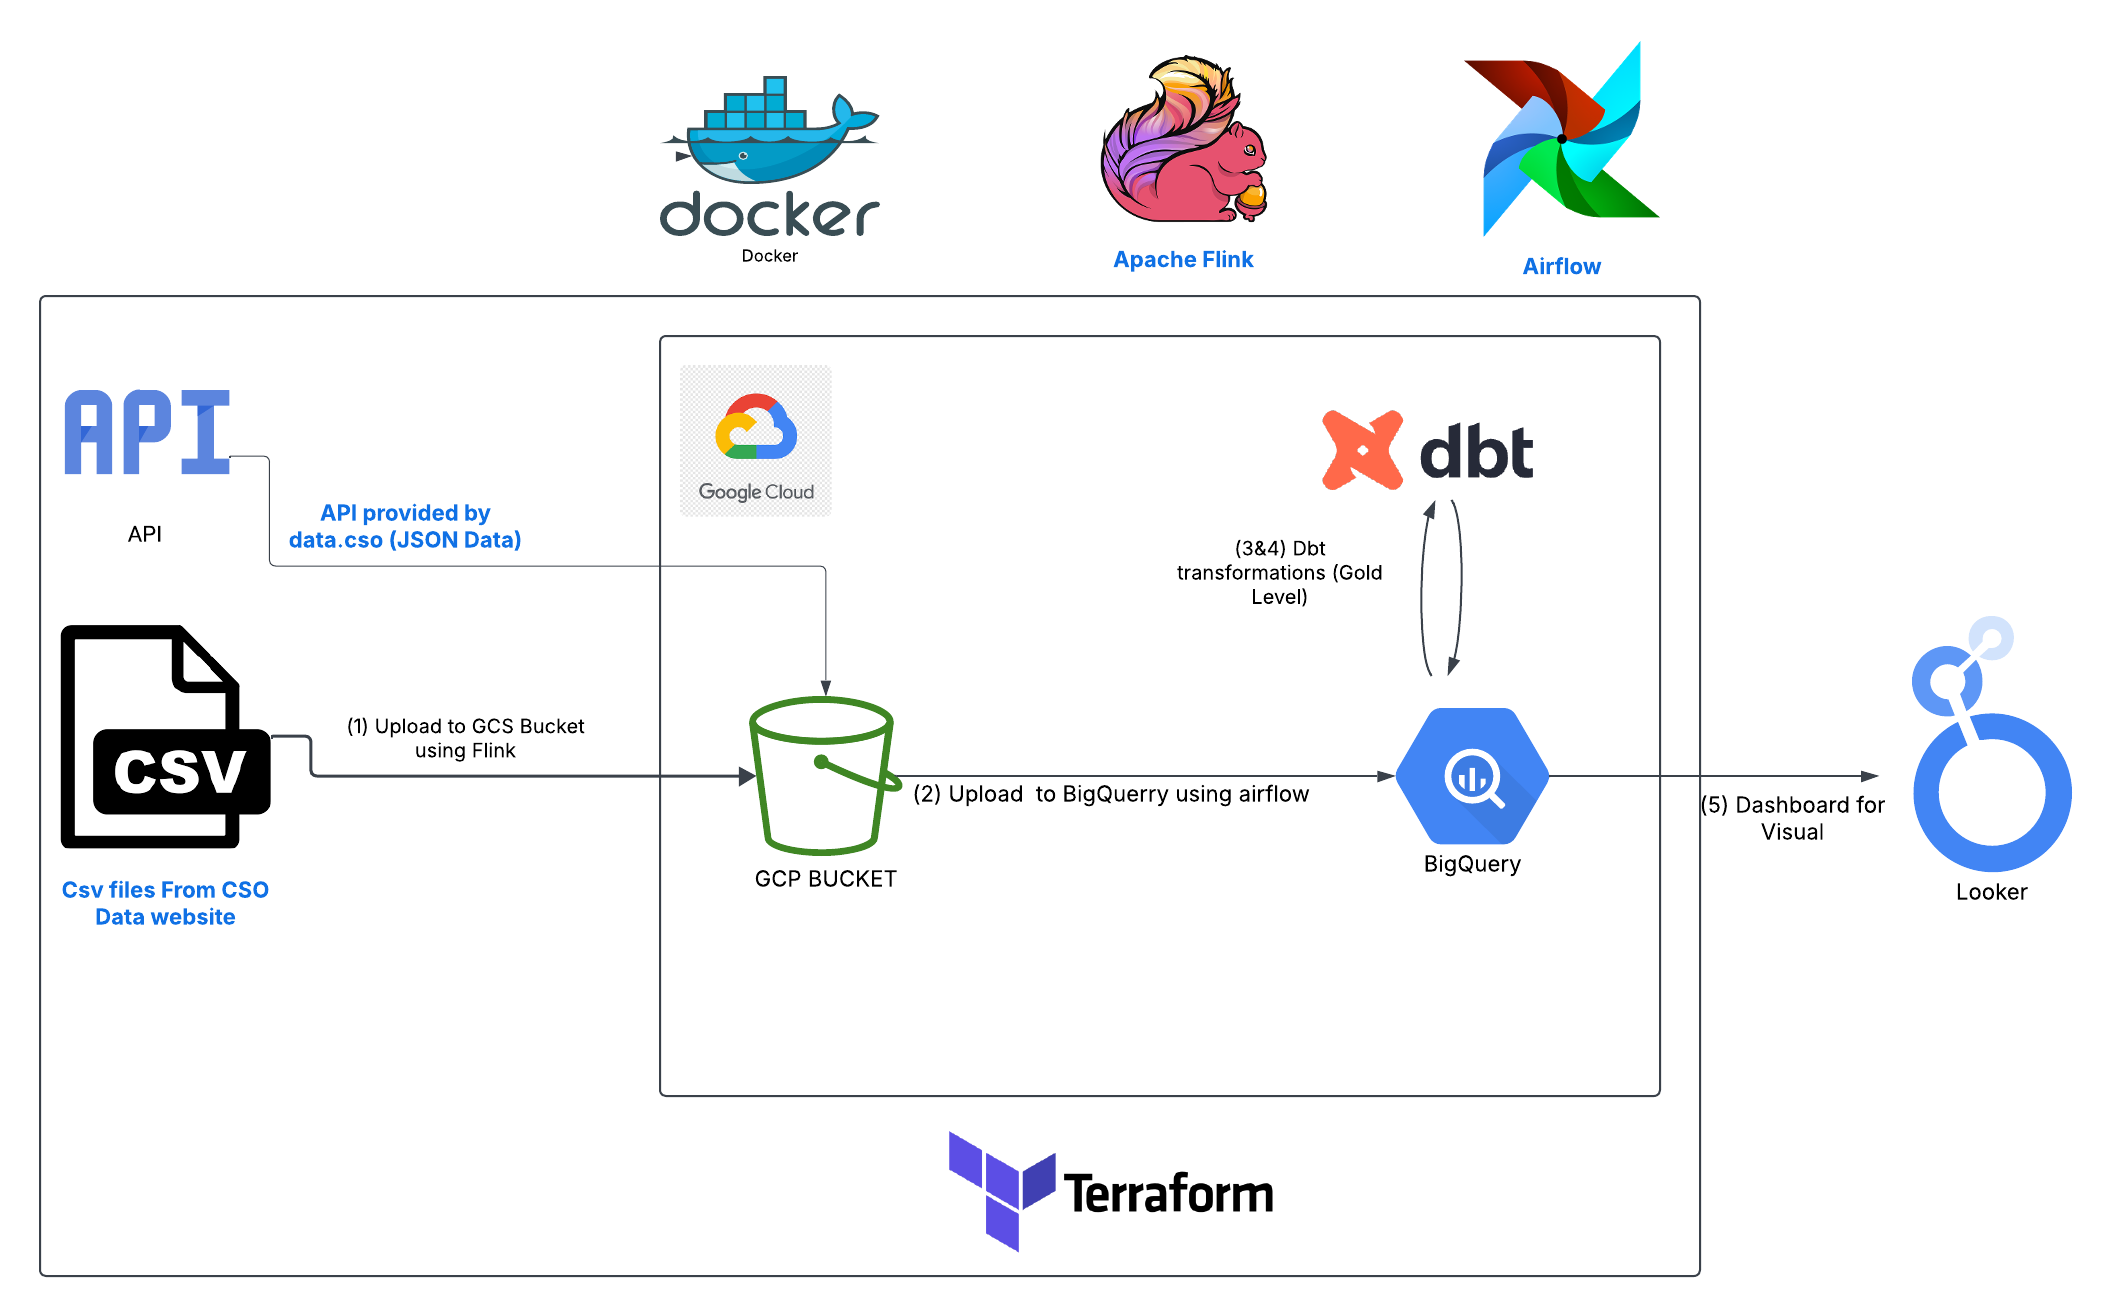 docker
Docker
Apache Flink
Airflow
API
API
API provided by
data.cso (JSON Data)
Google Cloud
dbt
(3&4) Dbt
transformations (Gold
Level)
CSV
Csv files From CSO
Data website
(1) Upload to GCS Bucket
using Flink
GCP BUCKET
(2) Upload  to BigQuerry using airflow
BigQuery
(5) Dashboard for
Visual
Looker
Terraform